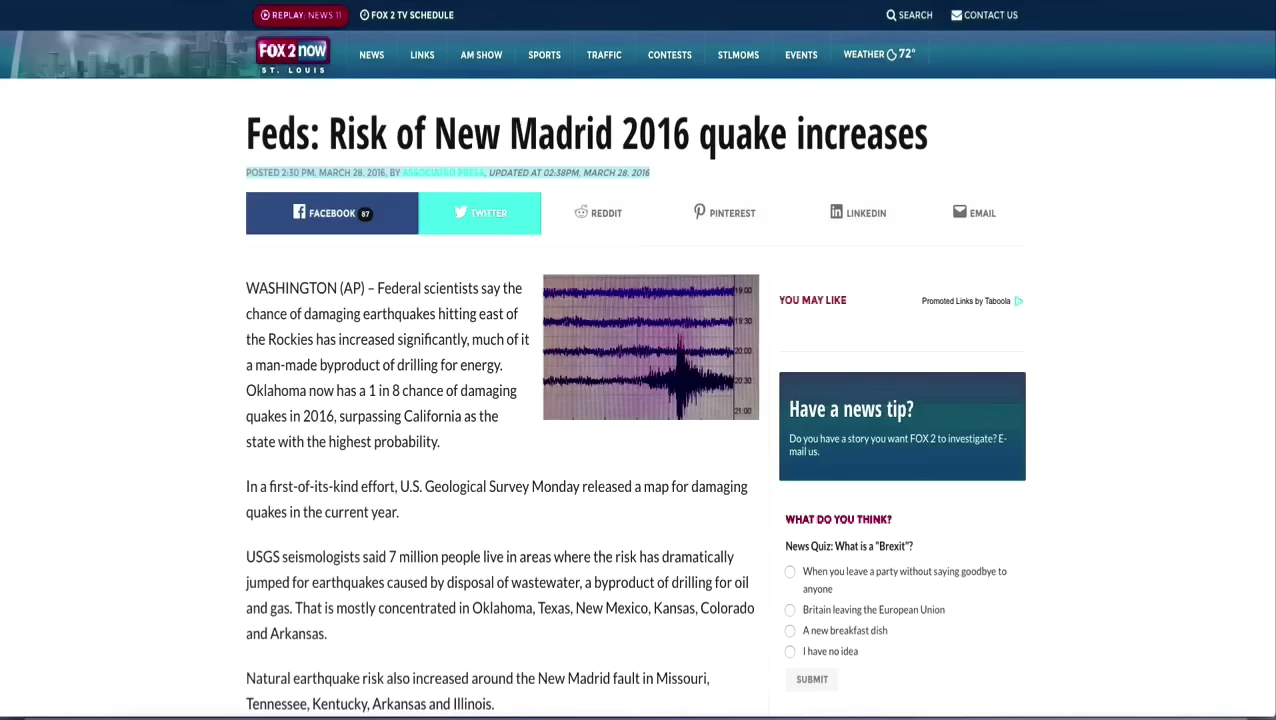 REPLAY: NEWS 11
FOX 2 TV SCHEDULE
SEARCH
CONTACT US
FOX 2 now
ST. LOUIS
NEWS
LINKS
AM SHOW
SPORTS
TRAFFIC
CONTESTS
STLMOMS
EVENTS
WEATHER 72°
Feds: Risk of New Madrid 2016 quake increases
POSTED 2:30 PM, MARCH 28, 2016, BY ASSOCIATED PRESS, UPDATED AT 02:38PM, MARCH 28, 2016
FACEBOOK 87
TWITTER
REDDIT
PINTEREST
LINKEDIN
EMAIL
WASHINGTON (AP) – Federal scientists say the
chance of damaging earthquakes hitting east of
the Rockies has increased significantly, much of it
a man-made byproduct of drilling for energy.
Oklahoma now has a 1 in 8 chance of damaging
quakes in 2016, surpassing California as the
state with the highest probability.
19:00
19:30
20:00
20:30
21:00
In a first-of-its-kind effort, U.S. Geological Survey Monday released a map for damaging
quakes in the current year.
USGS seismologists said 7 million people live in areas where the risk has dramatically
jumped for earthquakes caused by disposal of wastewater, a byproduct of drilling for oil
and gas. That is mostly concentrated in Oklahoma, Texas, New Mexico, Kansas, Colorado
and Arkansas.
Natural earthquake risk also increased around the New Madrid fault in Missouri,
Tennessee, Kentucky, Arkansas and Illinois.
YOU MAY LIKE
Promoted Links by Taboola
Have a news tip?
Do you have a story you want FOX 2 to investigate? E-
mail us.
WHAT DO YOU THINK?
News Quiz: What is a "Brexit"?
When you leave a party without saying goodbye to
anyone
Britain leaving the European Union
A new breakfast dish
I have no idea
SUBMIT